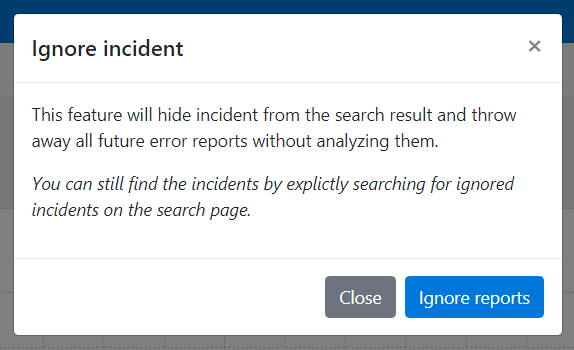 Ignore incident
×
This feature will hide incident from the search result and throw
away all future error reports without analyzing them.
You can still find the incidents by explictly searching for ignored
incidents on the search page.
Close
Ignore reports